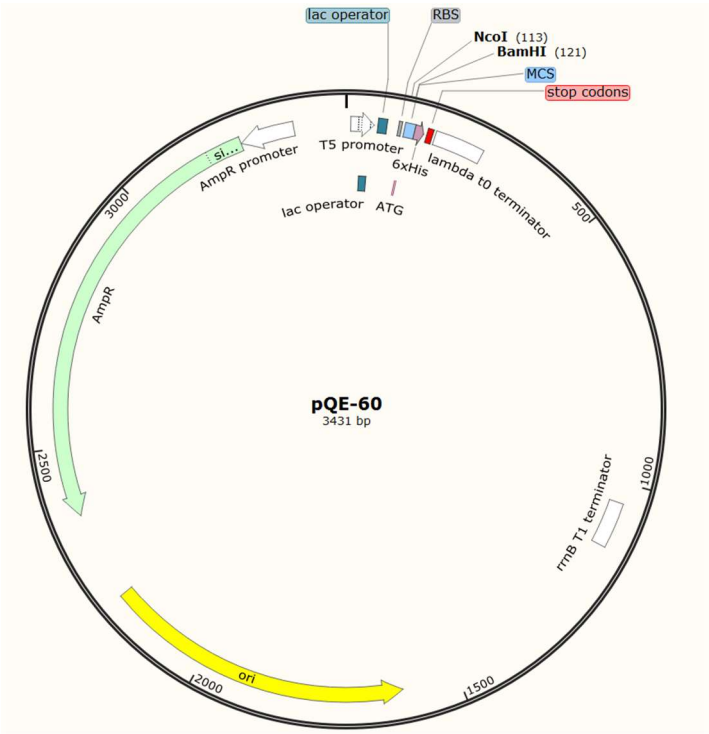 lac operator
RBS
NcoI (113)
BamHI (121)
MCS
stop codons
T5 promoter
6xHis
lambda t0 terminator
AmpR promoter
si...
lac operator
ATG
3000
500
AmpR
pQE-60
3431 bp
2500
1000
rrnB T1 terminator
ori
2000
1500